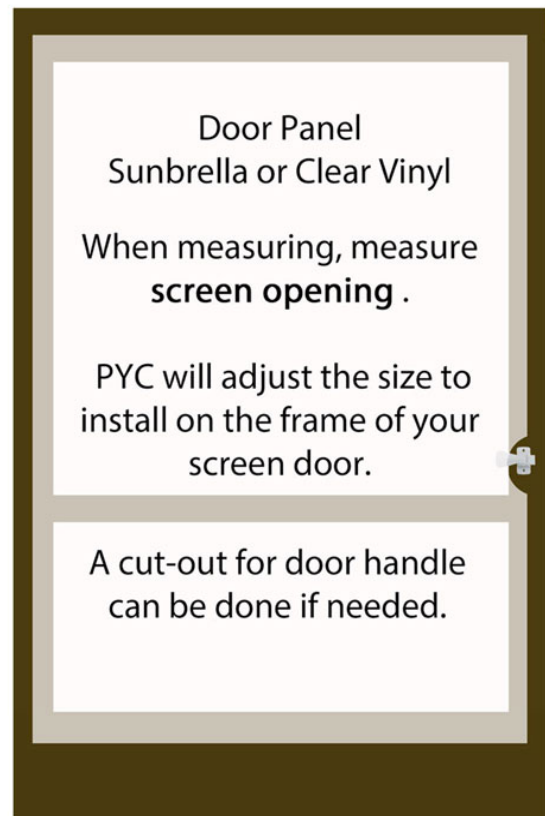 Door Panel
Sunbrella or Clear Vinyl
When measuring, measure
screen opening .
PYC will adjust the size to
install on the frame of your
screen door.
A cut-out for door handle
can be done if needed.